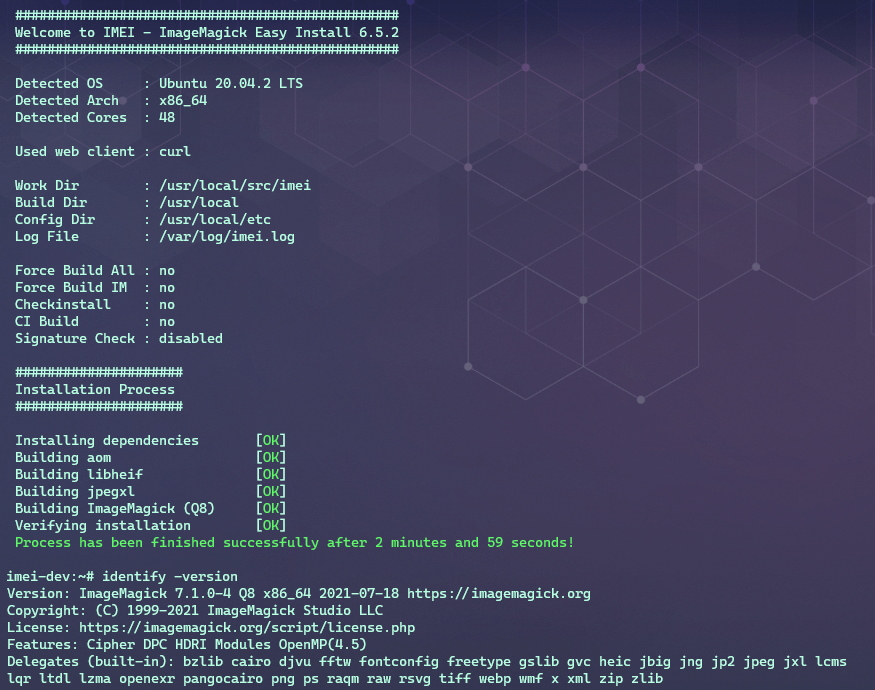 ################################################
Welcome to IMEI - ImageMagick Easy Install 6.5.2
################################################
Detected OS     : Ubuntu 20.04.2 LTS
Detected Arch   : x86_64
Detected Cores  : 48
Used web client : curl
Work Dir        : /usr/local/src/imei
Build Dir       : /usr/local
Config Dir      : /usr/local/etc
Log File        : /var/log/imei.log
Force Build All : no
Force Build IM  : no
Checkinstall    : no
CI Build        : no
Signature Check : disabled
#####################
Installation Process
#####################
Installing dependencies       [OK]
Building aom                  [OK]
Building libheif              [OK]
Building jpegxl               [OK]
Building ImageMagick (Q8)     [OK]
Verifying installation        [OK]
Process has been finished successfully after 2 minutes and 59 seconds!
imei-dev:~# identify -version
Version: ImageMagick 7.1.0-4 Q8 x86_64 2021-07-18 https://imagemagick.org
Copyright: (C) 1999-2021 ImageMagick Studio LLC
License: https://imagemagick.org/script/license.php
Features: Cipher DPC HDRI Modules OpenMP(4.5)
Delegates (built-in): bzlib cairo djvu fftw fontconfig freetype gslib gvc heic jbig jng jp2 jpeg jxl lcms
lqr ltdl lzma openexr pangocairo png ps raqm raw rsvg tiff webp wmf x xml zip zlib